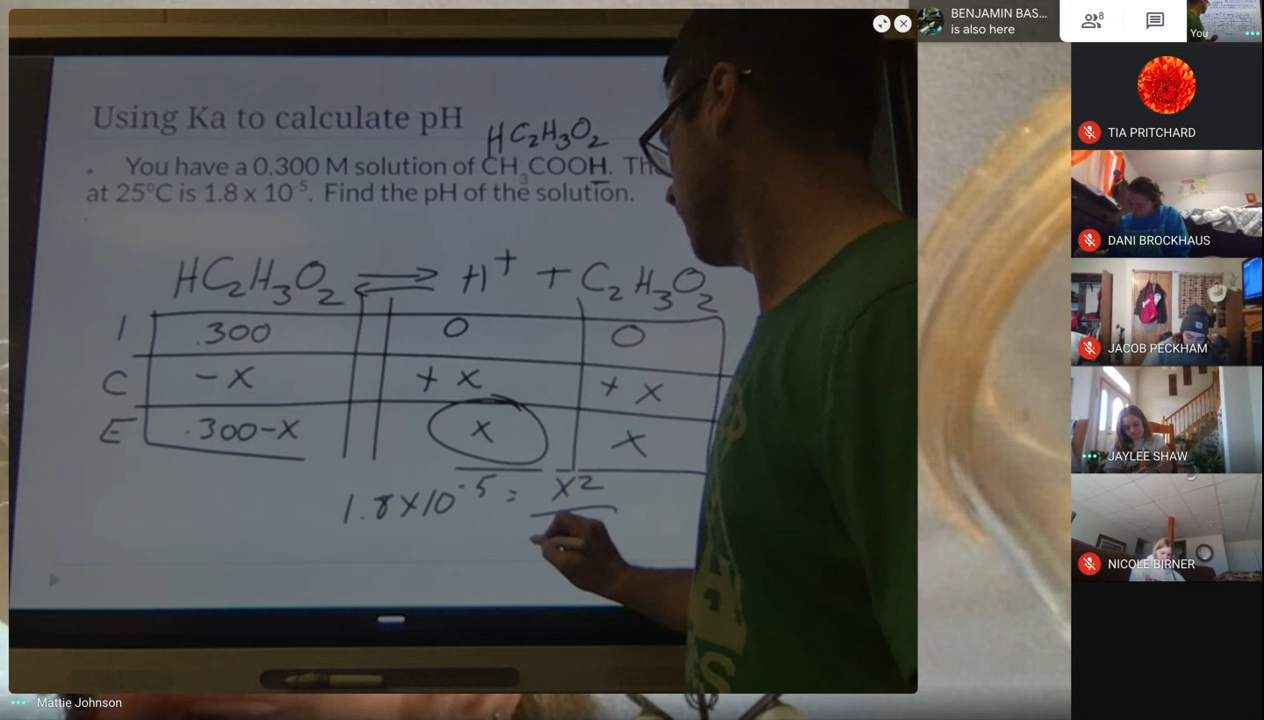 BENJAMIN BAS...
is also here
8
You
Using Ka to calculate pH
HC2H3O2
. You have a 0.300 M solution of CH3COOH. Th
at 25°C is 1.8 x 10-5. Find the pH of the solution.
HC2H3O2 ⇌ H+ + C2H3O2
I .300 0 0
C -x +x +x
E .300-x x x
1.8x10-5 = x2
TIA PRITCHARD
DANI BROCKHAUS
JACOB PECKHAM
JAYLEE SHAW
NICOLE BIRNER
Mattie Johnson